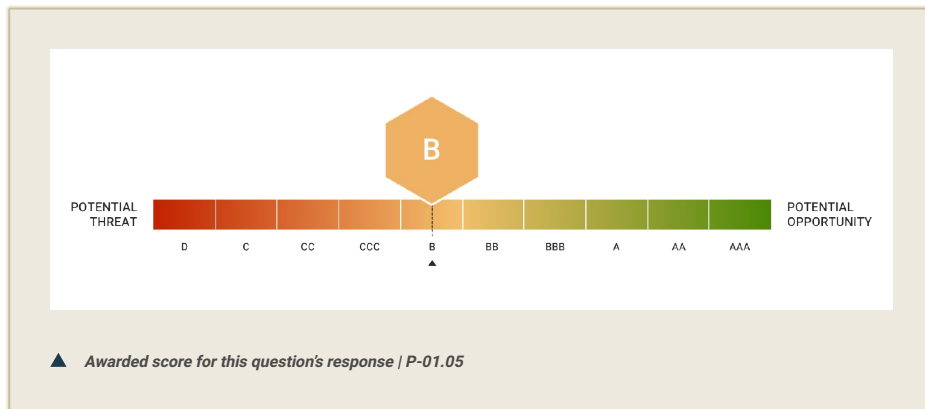 B
POTENTIAL
THREAT
POTENTIAL
OPPORTUNITY
D C CC CCC B BB BBB A AA AAA
Awarded score for this question's response | P-01.05